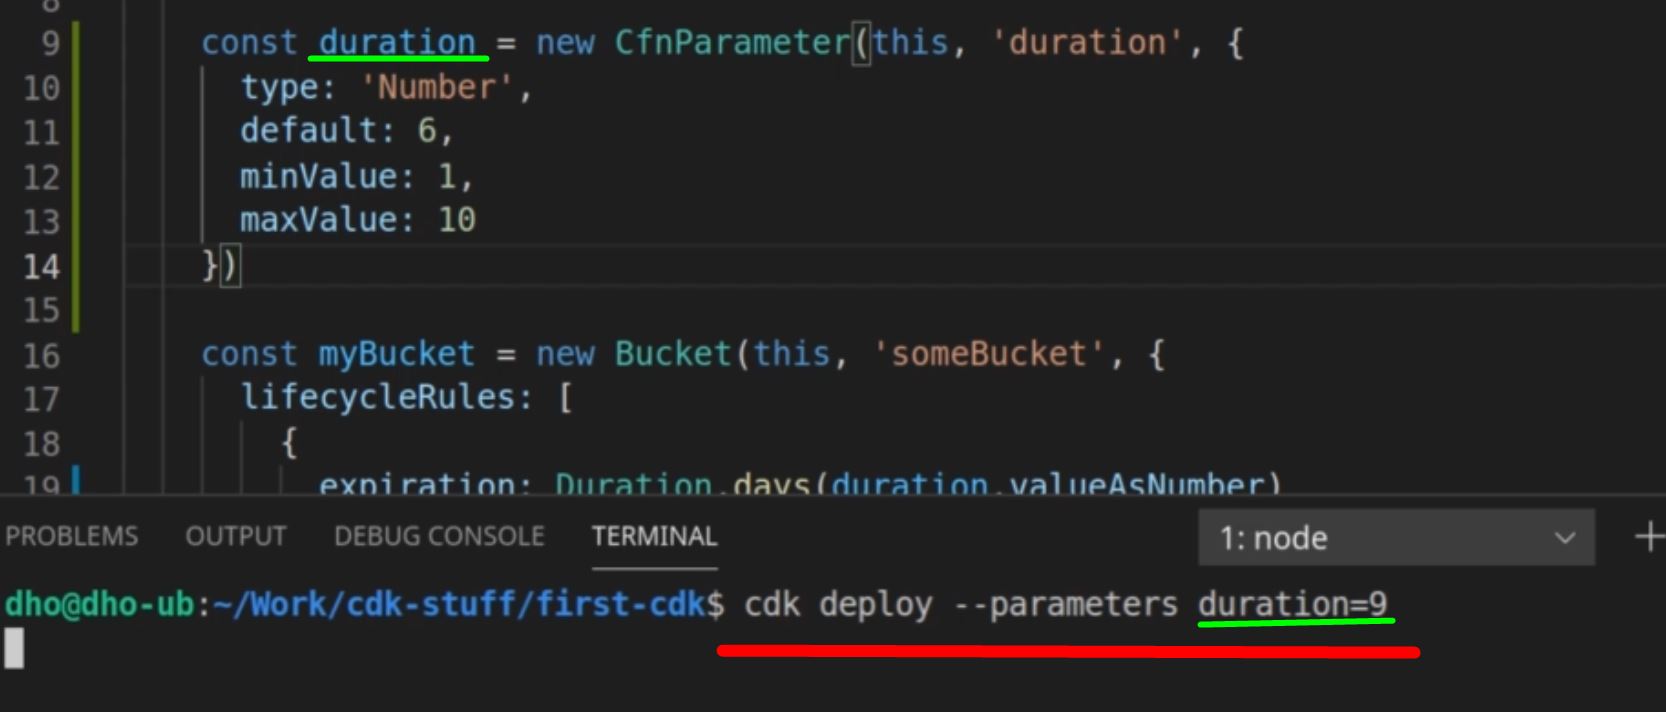 8
9 const duration = new CfnParameter(this, 'duration', {
10 type: 'Number',
11 default: 6,
12 minValue: 1,
13 maxValue: 10
14 })
15
16 const myBucket = new Bucket(this, 'someBucket', {
17 lifecycleRules: [
18 {
19 expiration: Duration.days(duration.valueAsNumber)
PROBLEMS OUTPUT DEBUG CONSOLE TERMINAL 1: node
dho@dho-ub:~/Work/cdk-stuff/first-cdk$ cdk deploy --parameters duration=9